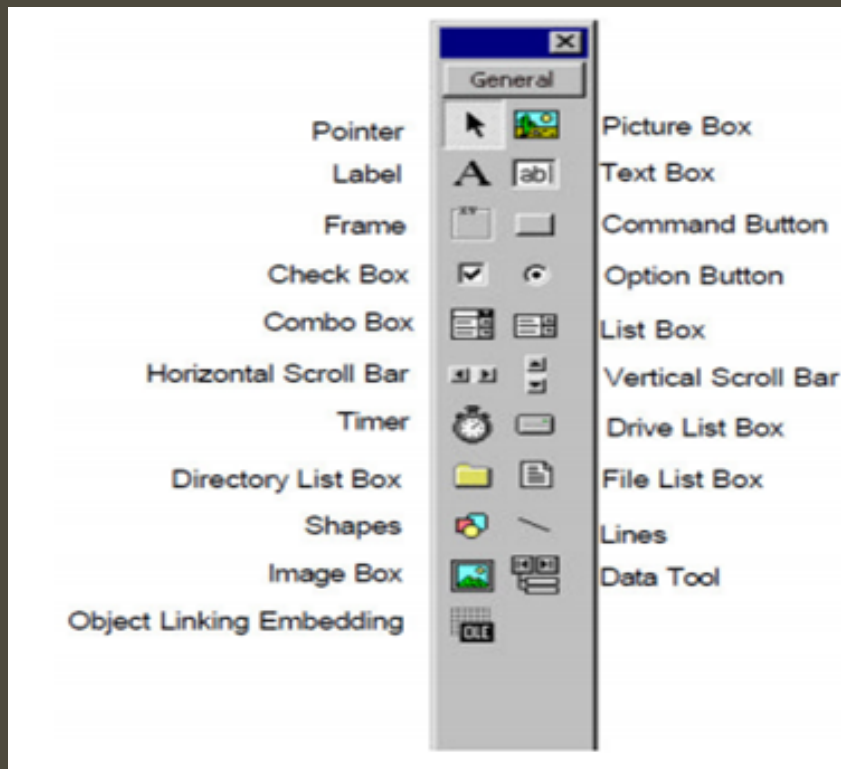 General
Pointer Picture Box
Label A ab Text Box
Frame XY Command Button
Check Box Option Button
Combo Box List Box
Horizontal Scroll Bar Vertical Scroll Bar
Timer Drive List Box
Directory List Box File List Box
Shapes Lines
Image Box Data Tool
Object Linking Embedding OLE